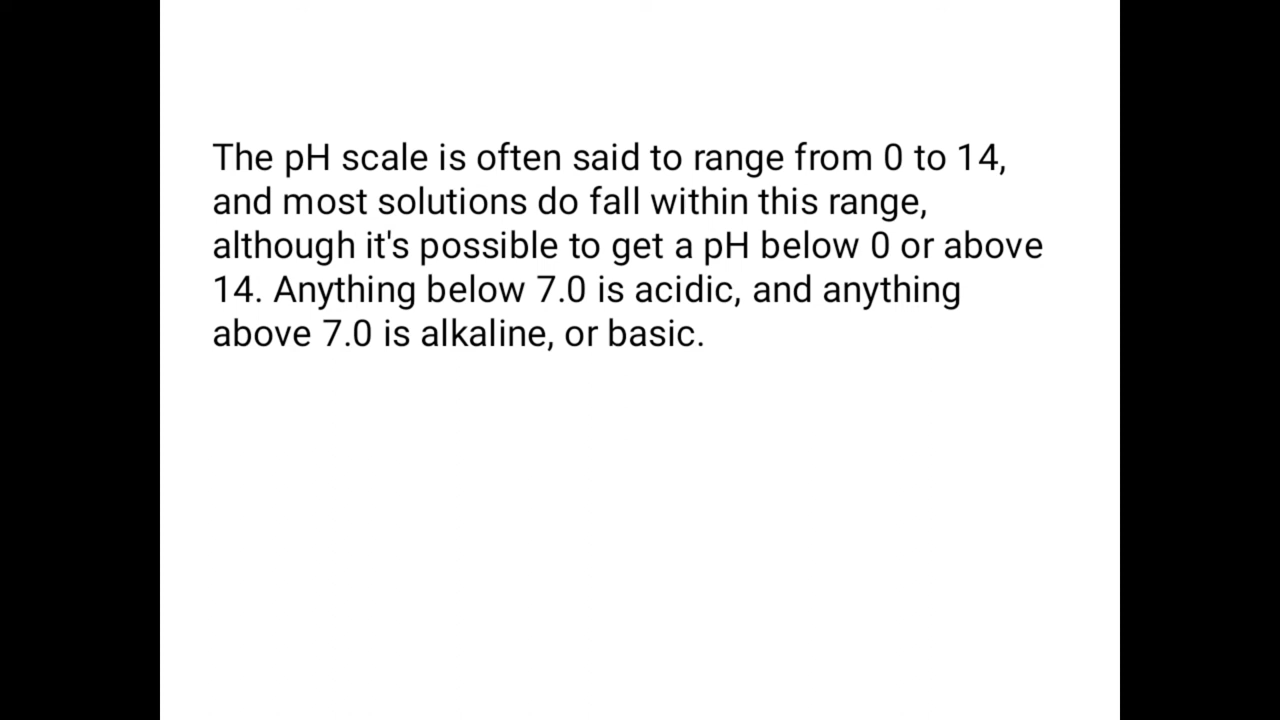 The pH scale is often said to range from 0 to 14,
and most solutions do fall within this range,
although it's possible to get a pH below 0 or above
14. Anything below 7.0 is acidic, and anything
above 7.0 is alkaline, or basic.